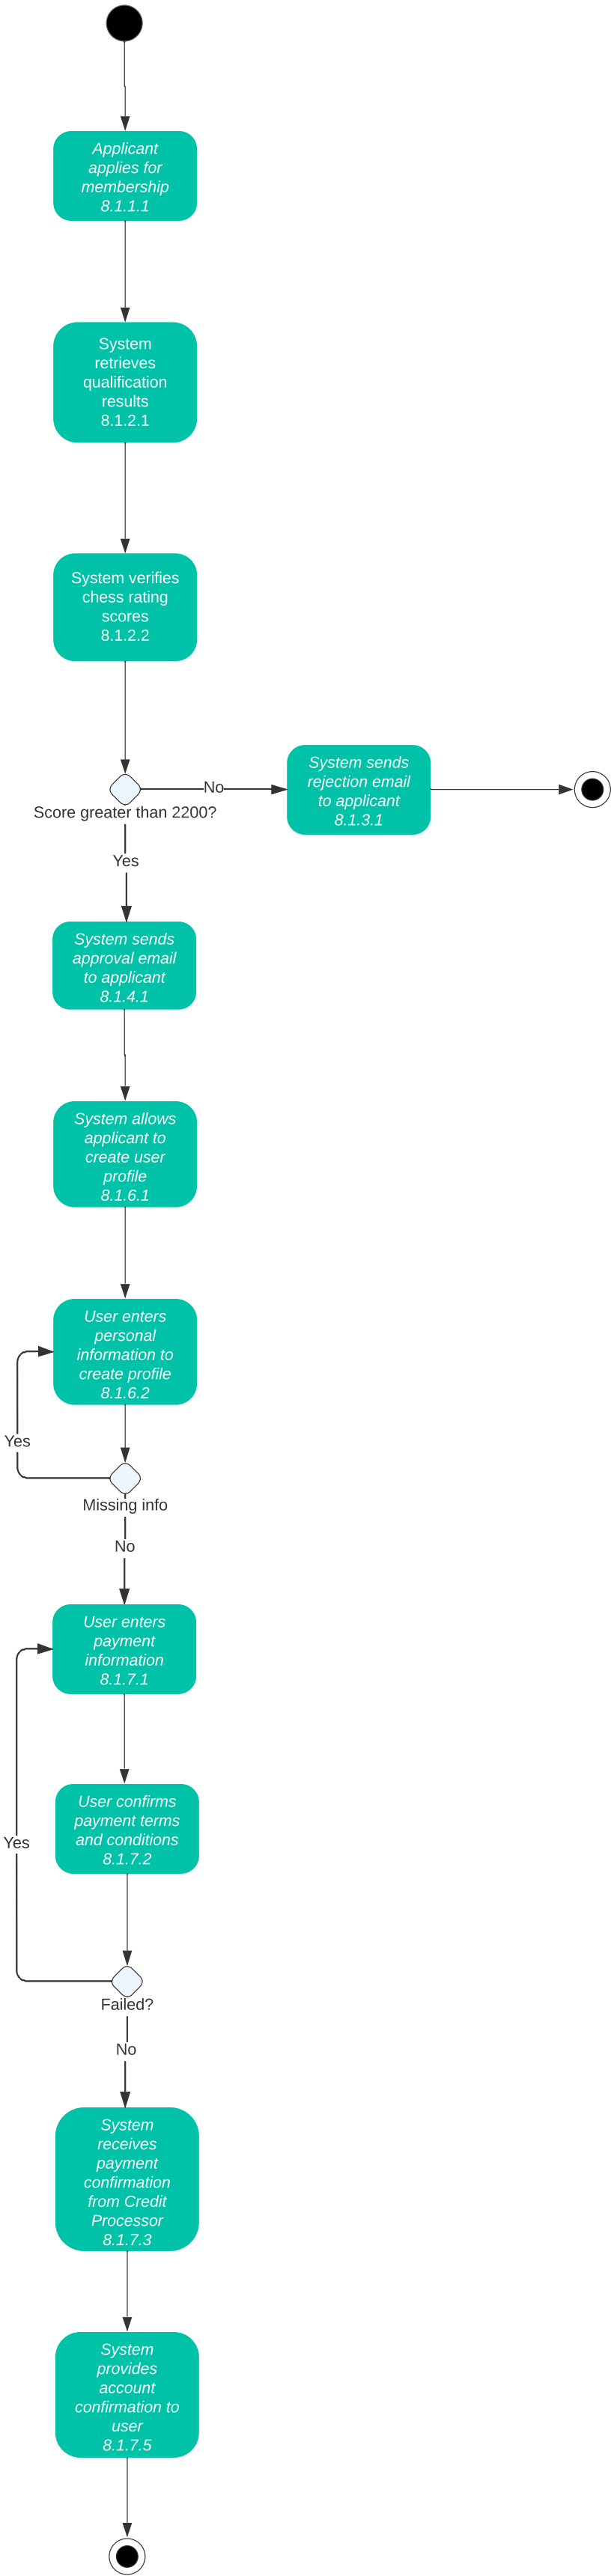 Applicant
applies for
membership
8.1.1.1
System
retrieves
qualification
results
8.1.2.1
System verifies
chess rating
scores
8.1.2.2
Score greater than 2200?
No
System sends
rejection email
to applicant
8.1.3.1
Yes
System sends
approval email
to applicant
8.1.4.1
System allows
applicant to
create user
profile
8.1.6.1
User enters
personal
information to
create profile
8.1.6.2
Yes
Missing info
No
User enters
payment
information
8.1.7.1
User confirms
payment terms
and conditions
8.1.7.2
Yes
Failed?
No
System
receives
payment
confirmation
from Credit
Processor
8.1.7.3
System
provides
account
confirmation to
user
8.1.7.5